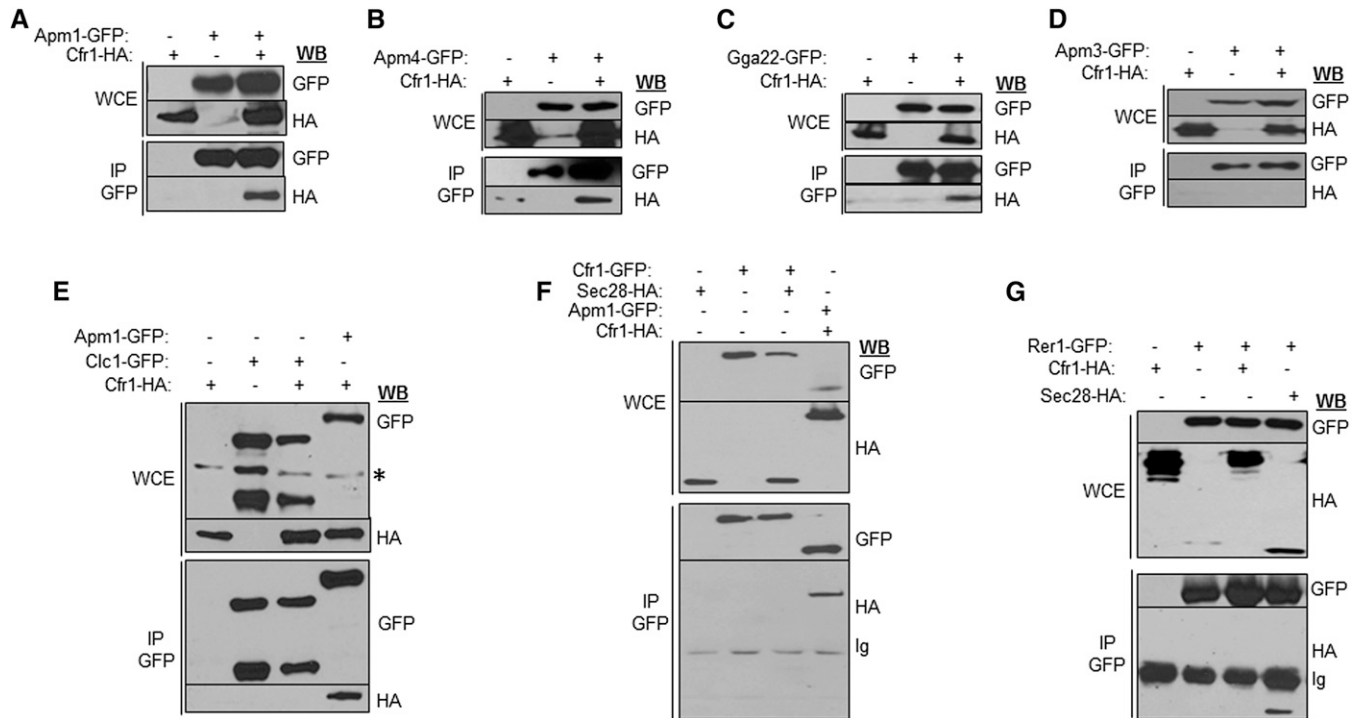 A
Apm1-GFP: - + +
Cfr1-HA: + - + WB
WCE GFP
HA
IP GFP GFP
HA
B
Apm4-GFP: - + +
Cfr1-HA: + - + WB
WCE GFP
HA
IP GFP GFP
HA
C
Gga22-GFP: - + +
Cfr1-HA: + - + WB
WCE GFP
HA
IP GFP GFP
HA
D
Apm3-GFP: - + +
Cfr1-HA: + - + WB
WCE GFP
HA
IP GFP GFP
HA
E
Apm1-GFP: - - - +
Clc1-GFP: - + + -
Cfr1-HA: + - + + WB
WCE GFP
*
HA
IP GFP GFP
HA
F
Cfr1-GFP: - + + -
Sec28-HA: + - + -
Apm1-GFP: - - - +
Cfr1-HA: - - - + WB
WCE GFP
HA
IP GFP GFP
HA
Ig
G
Rer1-GFP: - + + +
Cfr1-HA: + - + -
Sec28-HA: - - - + WB
WCE GFP
HA
IP GFP GFP
HA
Ig